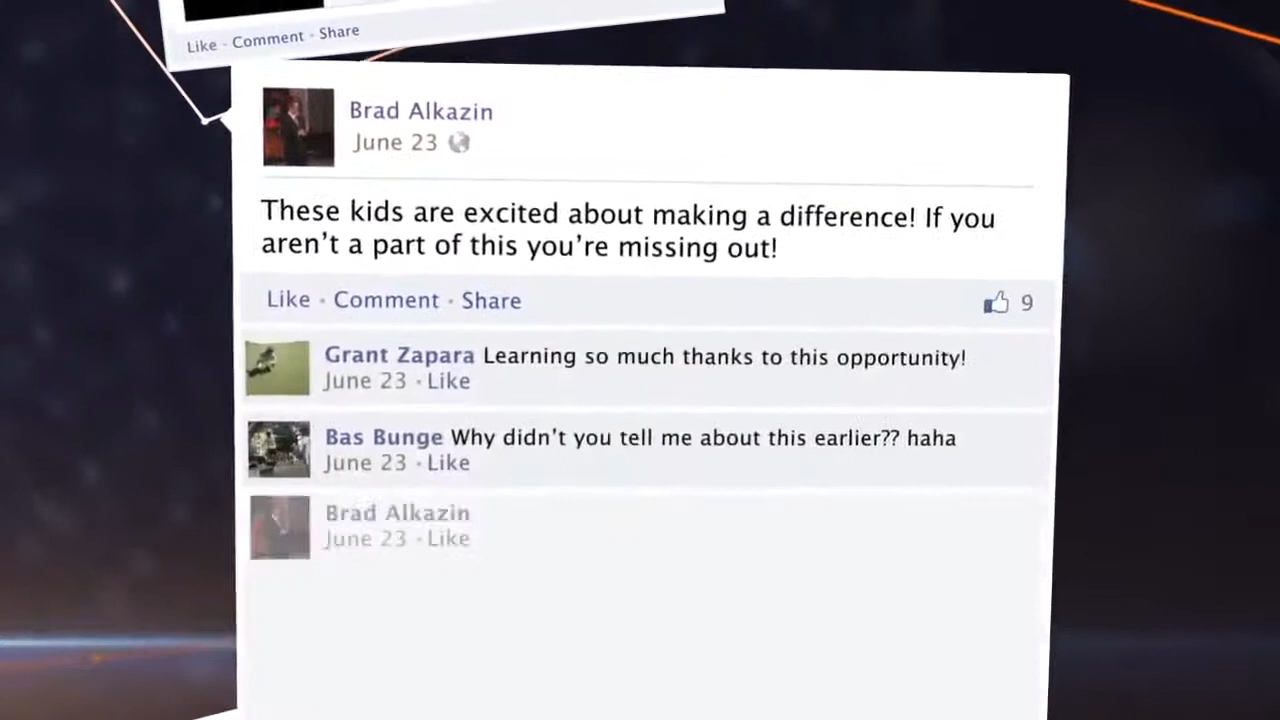 Like · Comment · Share
Brad Alkazin
June 23
These kids are excited about making a difference! If you
aren’t a part of this you’re missing out!
Like · Comment · Share
9
Grant Zapara Learning so much thanks to this opportunity!
June 23 · Like
Bas Bunge Why didn’t you tell me about this earlier?? haha
June 23 · Like
Brad Alkazin
June 23 · Like